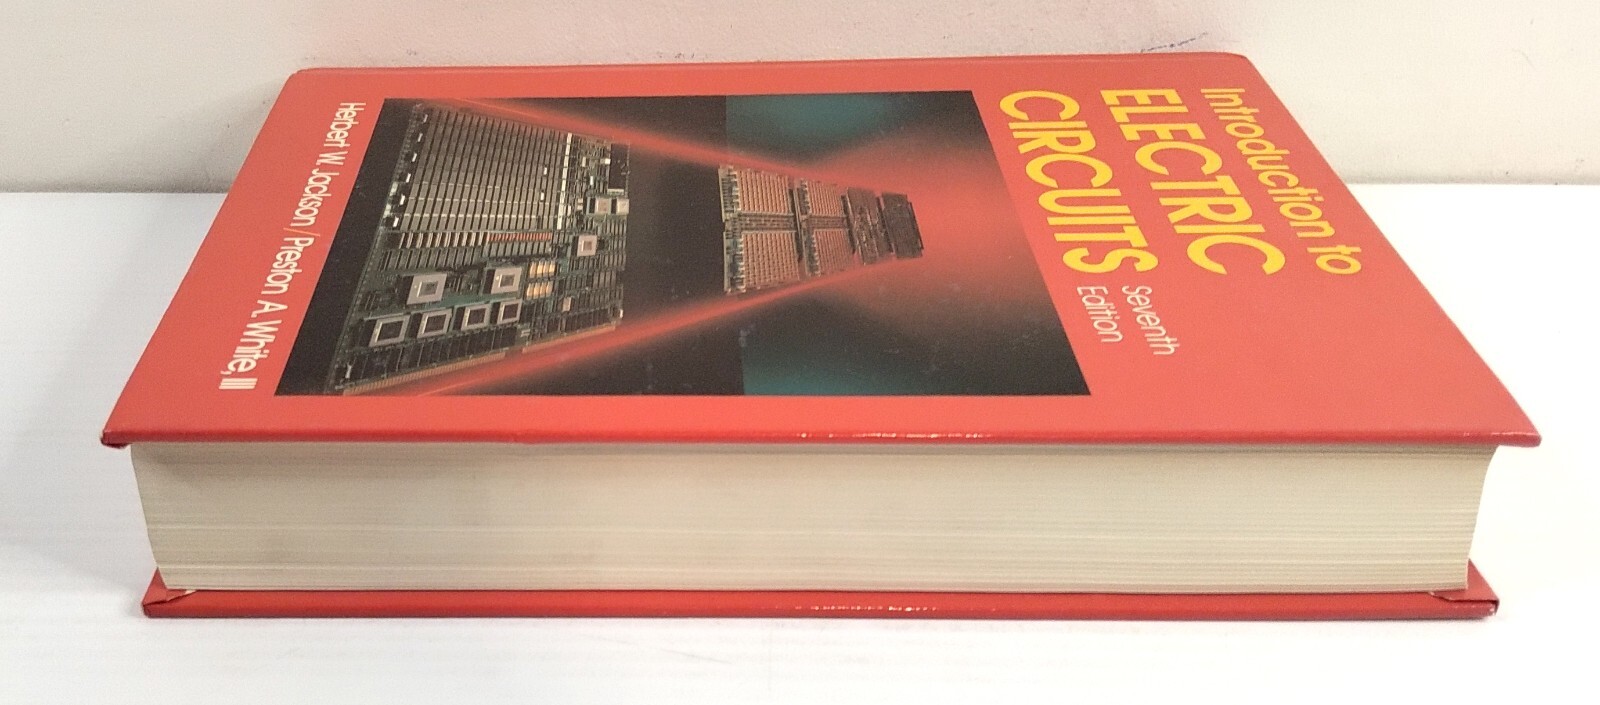 Introduction to
ELECTRIC
CIRCUITS
Seventh
Edition
Herbert W. Jackson/Preston A. White, III